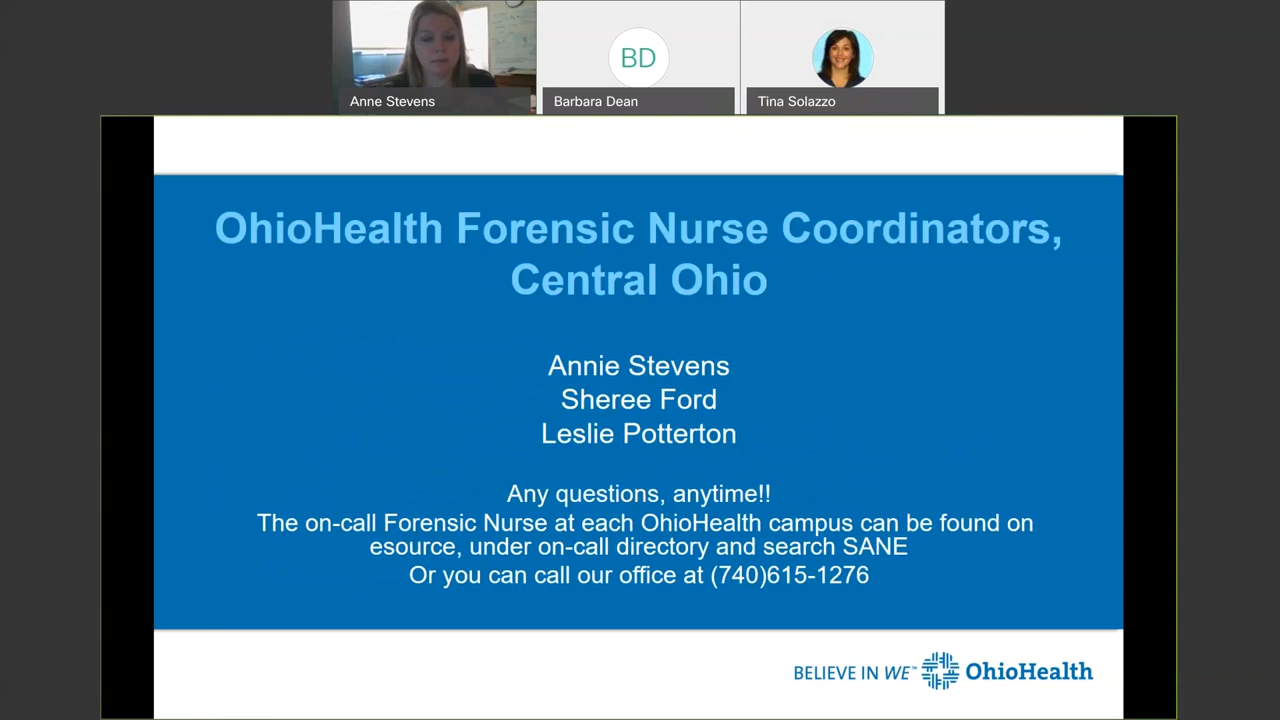 Anne Stevens
BD
Barbara Dean
Tina Solazzo
OhioHealth Forensic Nurse Coordinators,
Central Ohio
Annie Stevens
Sheree Ford
Leslie Potterton
Any questions, anytime!!
The on-call Forensic Nurse at each OhioHealth campus can be found on
esource, under on-call directory and search SANE
Or you can call our office at (740)615-1276
BELIEVE IN WE™ OhioHealth